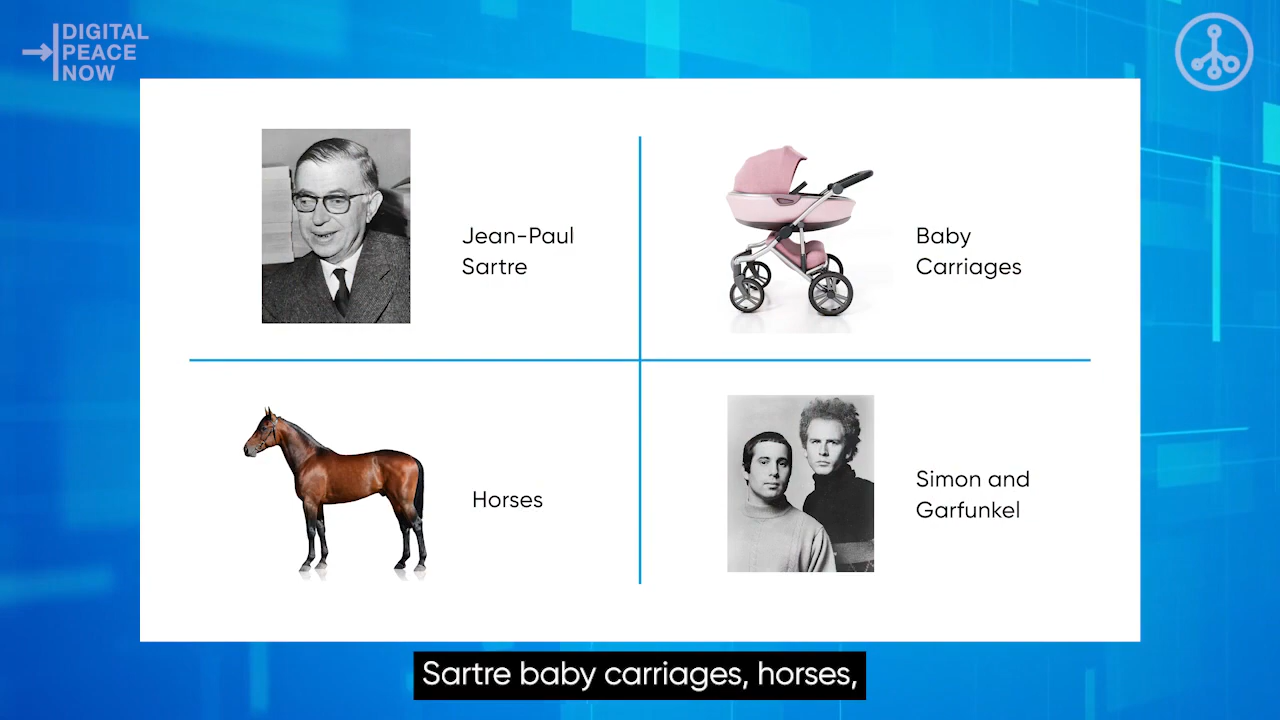 DIGITAL
PEACE
NOW
Jean-Paul
Sartre
Baby
Carriages
Horses
Simon and
Garfunkel
Sartre baby carriages, horses,